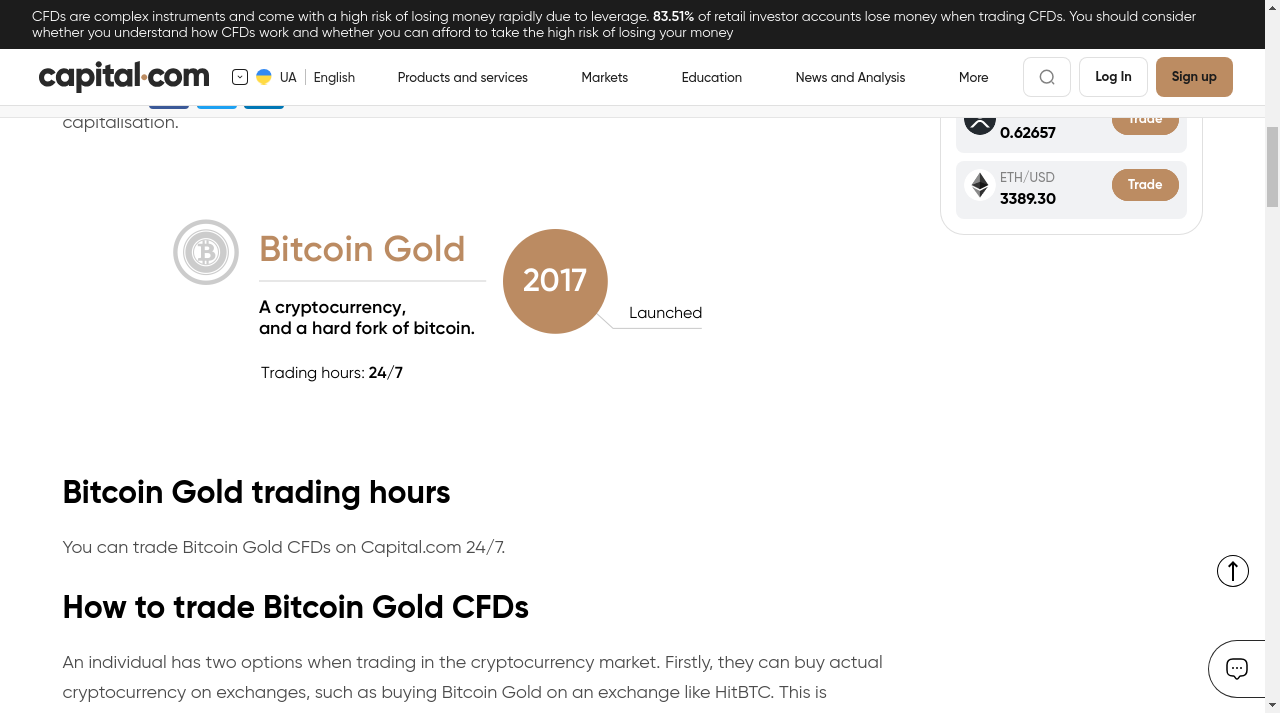 CFDs are complex instruments and come with a high risk of losing money rapidly due to leverage. 83.51% of retail investor accounts lose money when trading CFDs. You should consider
whether you understand how CFDs work and whether you can afford to take the high risk of losing your money
capital.com
UA
English
Products and services
Markets
Education
News and Analysis
More
Log In
Sign up
capitalisation.
Trade
0.62657
ETH/USD
3389.30
Trade
Bitcoin Gold
A cryptocurrency,
and a hard fork of bitcoin.
Trading hours: 24/7
2017
Launched
Bitcoin Gold trading hours
You can trade Bitcoin Gold CFDs on Capital.com 24/7.
How to trade Bitcoin Gold CFDs
An individual has two options when trading in the cryptocurrency market. Firstly, they can buy actual
cryptocurrency on exchanges, such as buying Bitcoin Gold on an exchange like HitBTC. This is